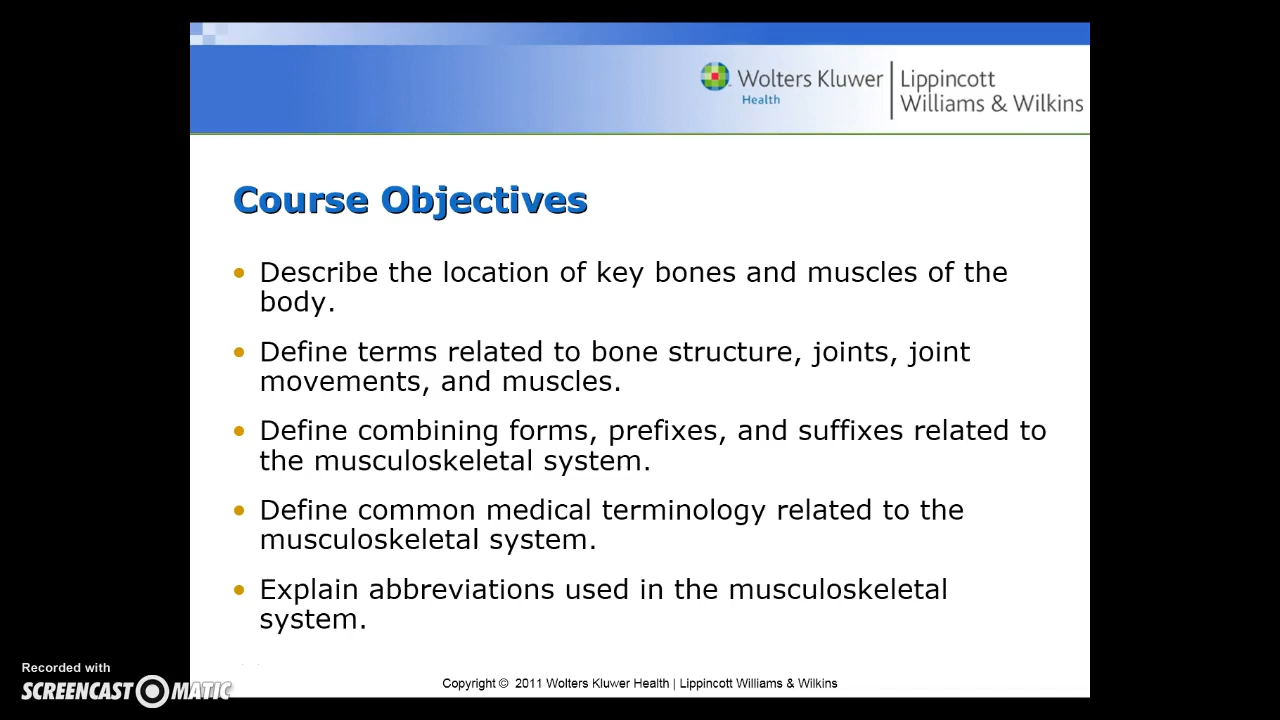 Wolters Kluwer
Health
Lippincott
Williams & Wilkins
Course Objectives
• Describe the location of key bones and muscles of the
body.
• Define terms related to bone structure, joints, joint
movements, and muscles.
• Define combining forms, prefixes, and suffixes related to
the musculoskeletal system.
• Define common medical terminology related to the
musculoskeletal system.
• Explain abbreviations used in the musculoskeletal
system.
Recorded with
SCREENCAST MATIC
Copyright © 2011 Wolters Kluwer Health | Lippincott Williams & Wilkins